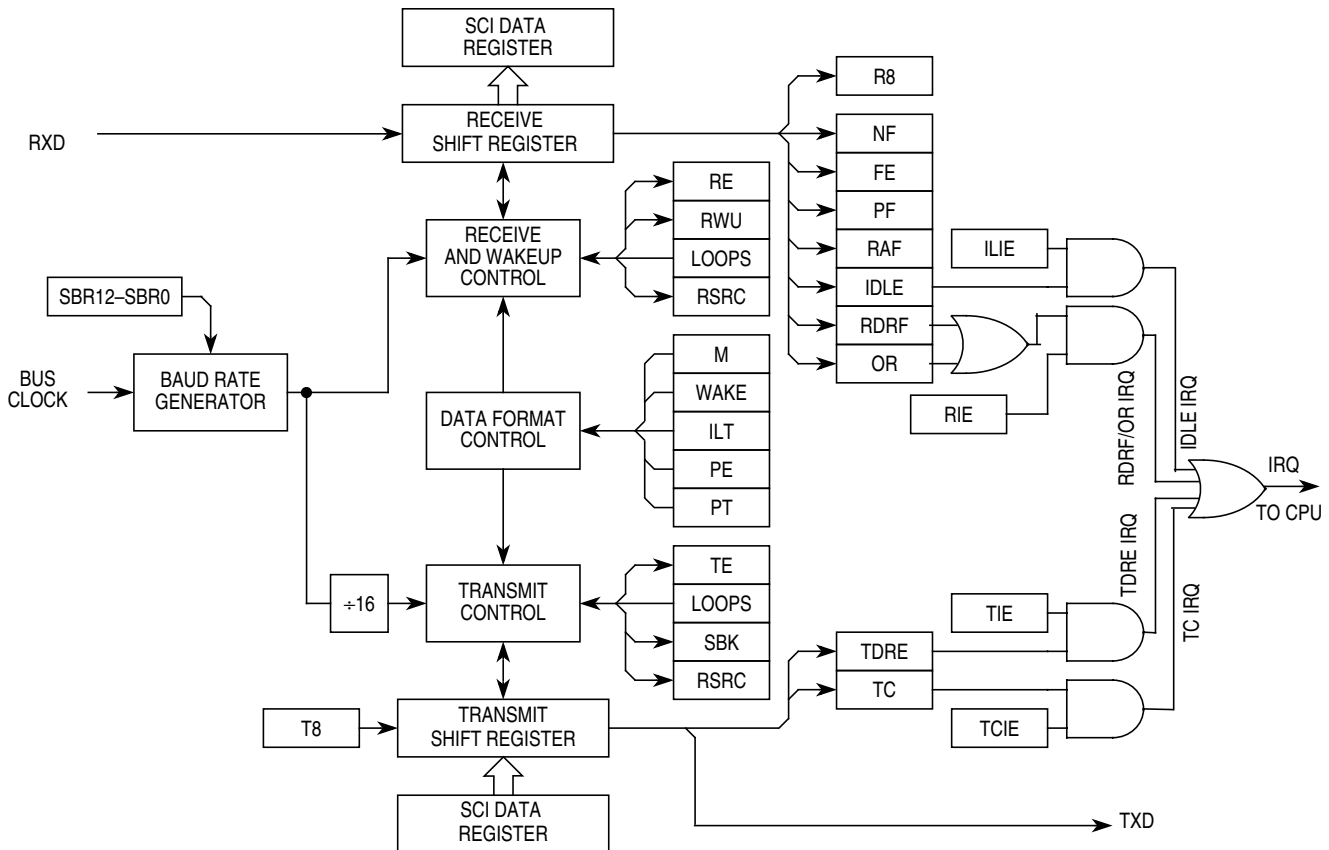 SCI DATA
REGISTER
RXD
RECEIVE
SHIFT REGISTER
R8
NF
FE
PF
RAF
IDLE
RDRF
OR
RE
RWU
LOOPS
RSRC
RECEIVE
AND WAKEUP
CONTROL
ILIE
SBR12–SBR0
BUS
CLOCK
BAUD RATE
GENERATOR
DATA FORMAT
CONTROL
M
WAKE
ILT
PE
PT
RIE
RDRF/OR IRQ
IDLE IRQ
IRQ
TO CPU
TDRE IRQ
TC IRQ
÷16
TRANSMIT
CONTROL
TE
LOOPS
SBK
RSRC
TIE
TDRE
TC
TCIE
T8
TRANSMIT
SHIFT REGISTER
SCI DATA
REGISTER
TXD